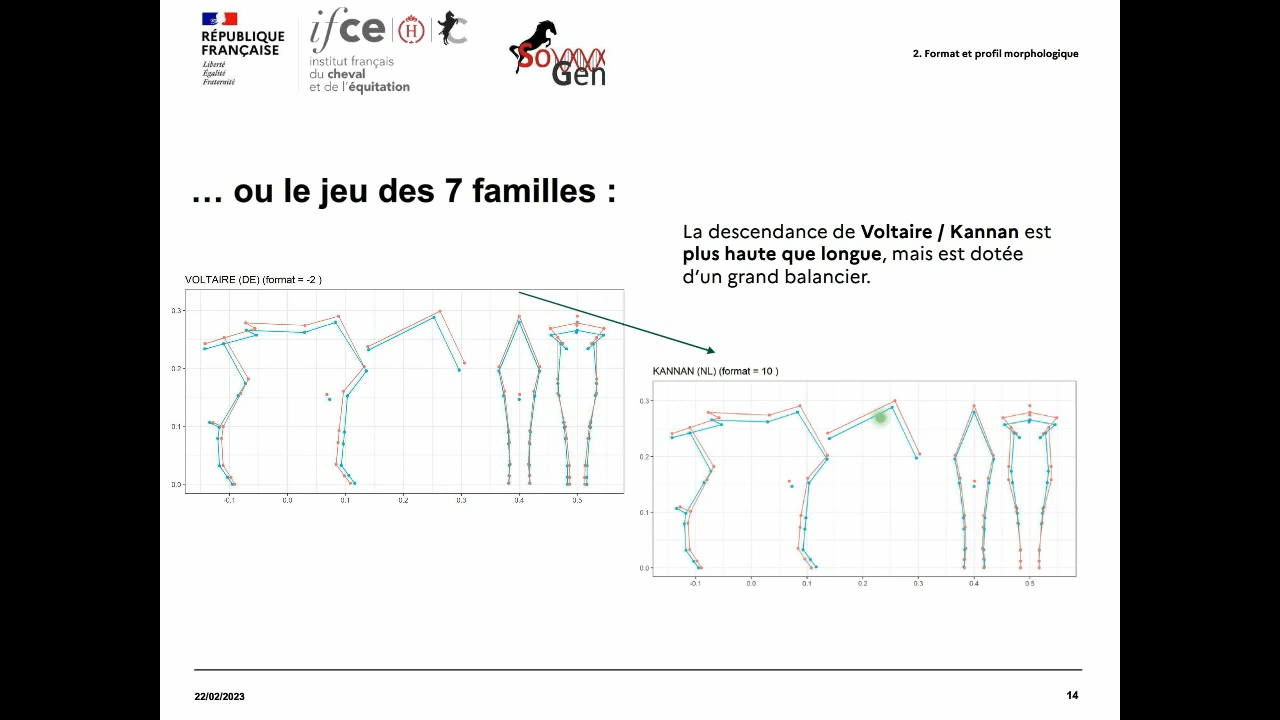 RÉPUBLIQUE
FRANÇAISE
Liberté
Égalité
Fraternité
ifce
H
institut français
du cheval
et de l'équitation
So
Gen
2. Format et profil morphologique
… ou le jeu des 7 familles :
La descendance de Voltaire / Kannan est
plus haute que longue, mais est dotée
d'un grand balancier.
VOLTAIRE (DE) (format = -2 )
0.3
0.2
0.1
0.0
-0.1 0.0 0.1 0.2 0.3 0.4 0.5
KANNAN (NL) (format = 10 )
0.3
0.2
0.1
0.0
-0.1 0.0 0.1 0.2 0.3 0.4 0.5
22/02/2023
14